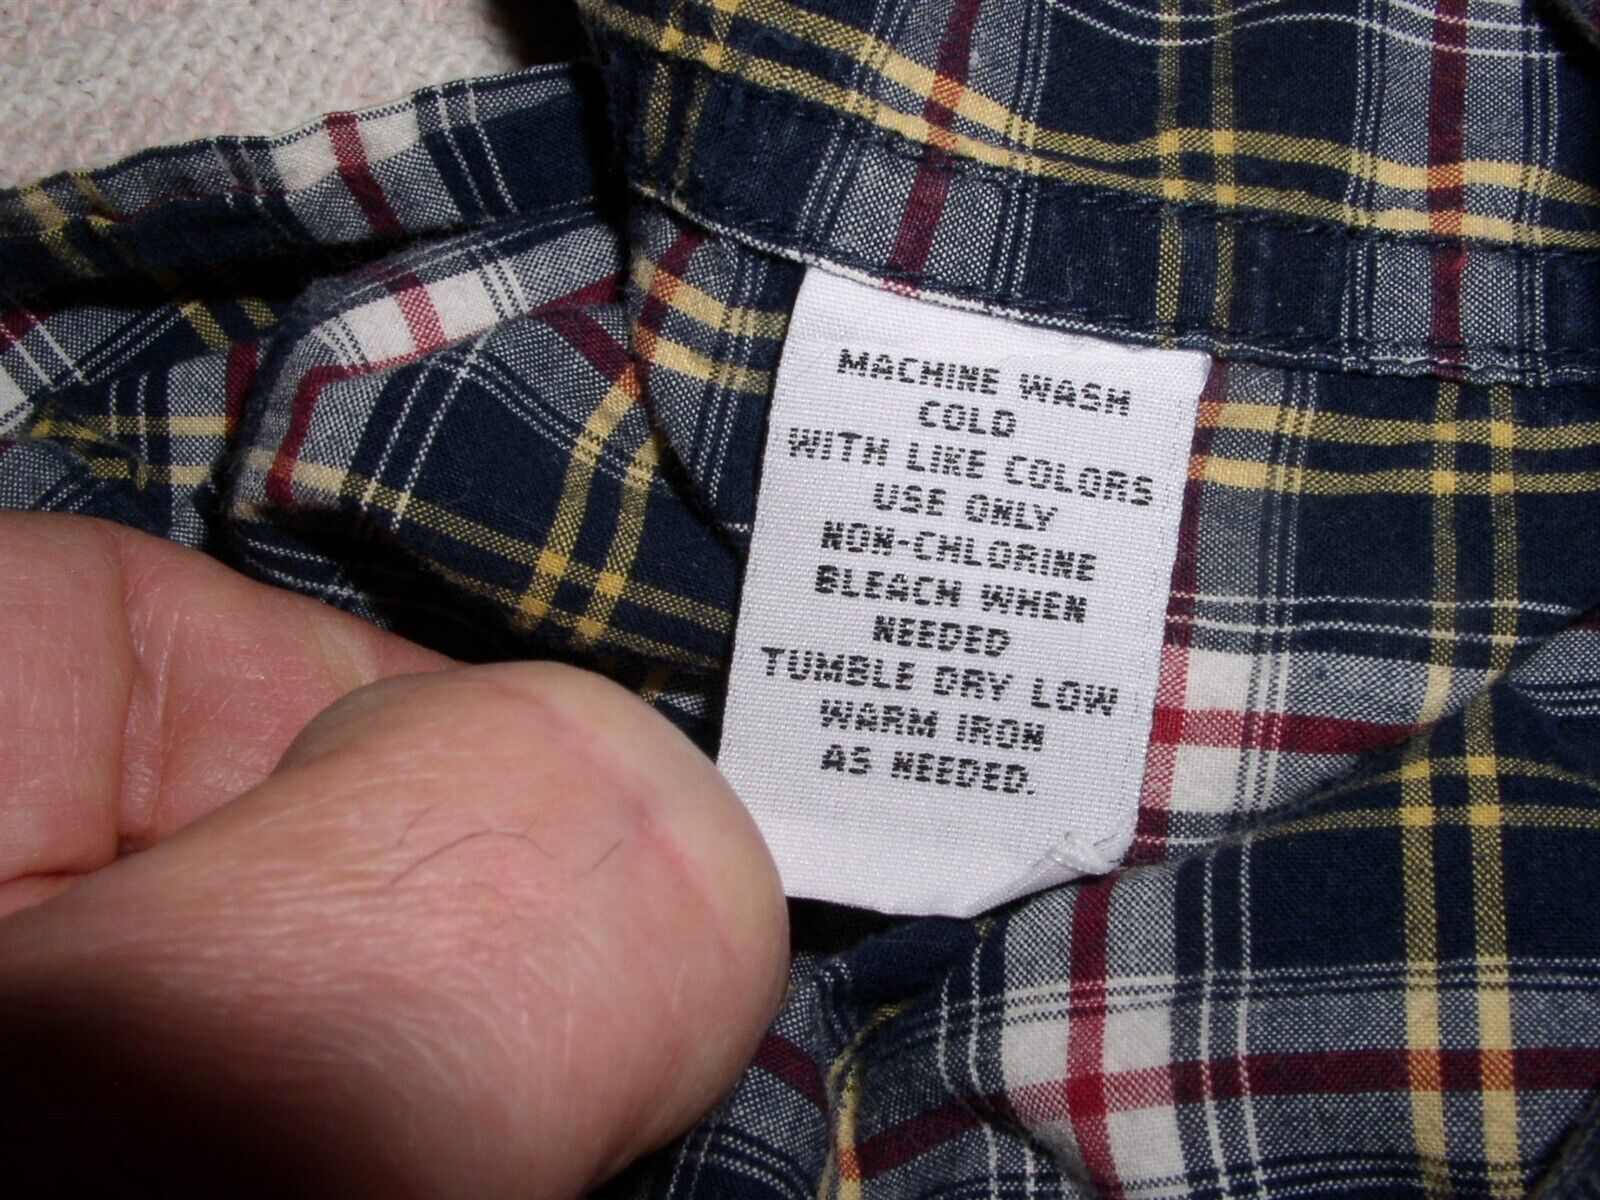 MACHINE WASH
COLD
WITH LIKE COLORS
USE ONLY
NON-CHLORINE
BLEACH WHEN
NEEDED
TUMBLE DRY LOW
WARM IRON
AS NEEDED.